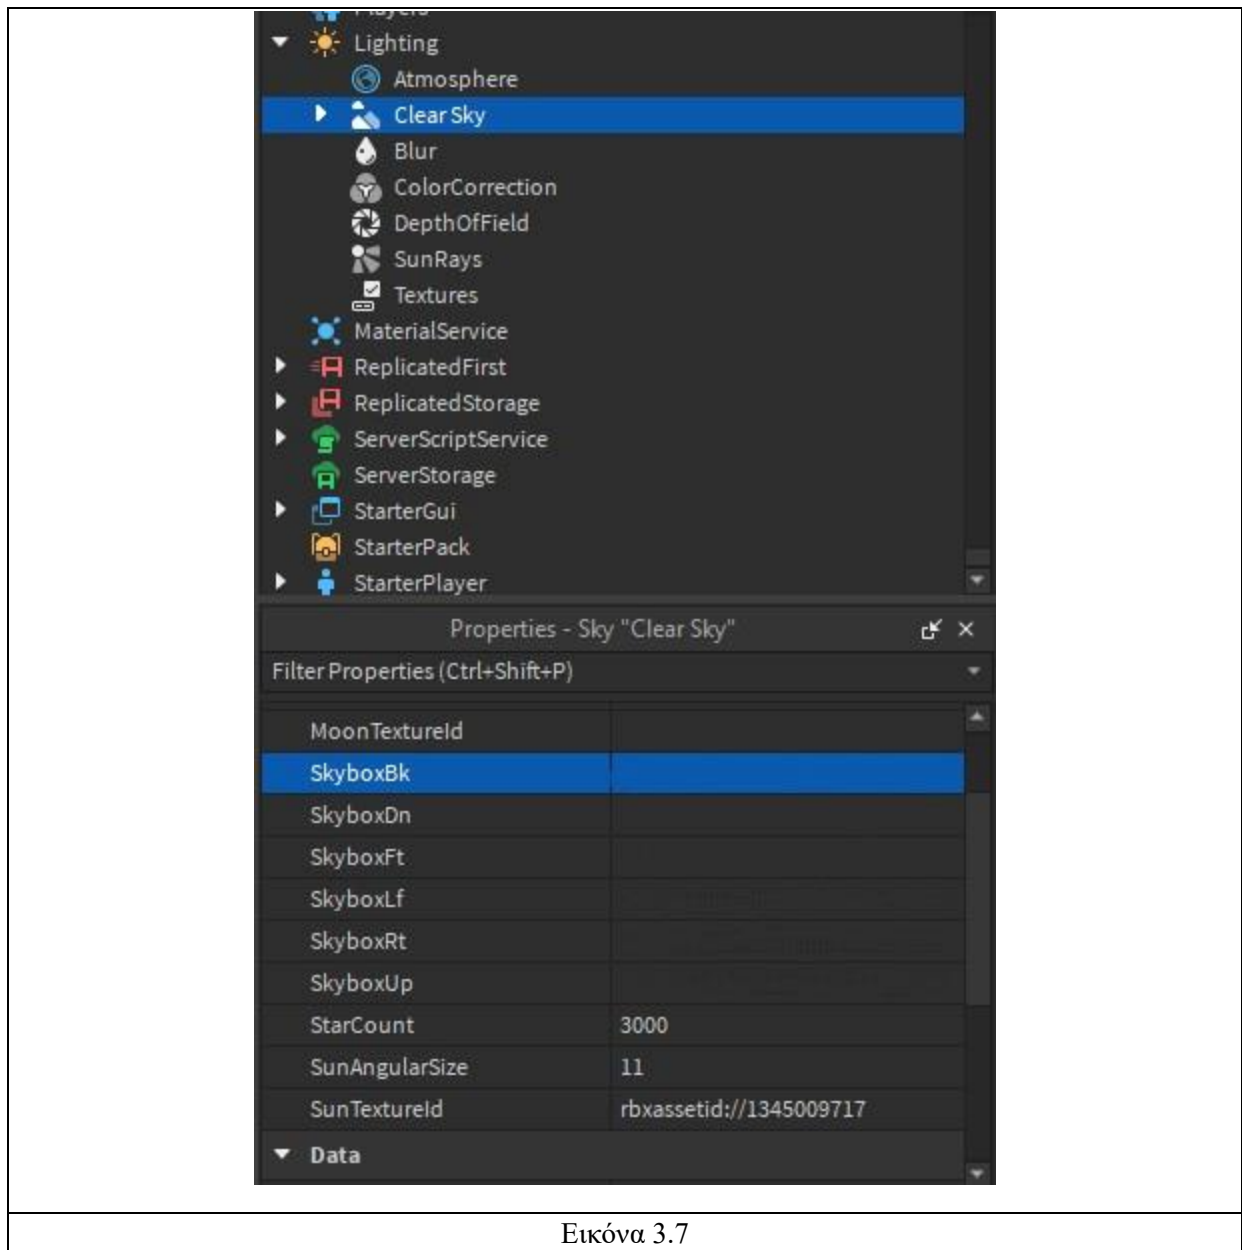 Players
Lighting
Atmosphere
Clear Sky
Blur
ColorCorrection
DepthOfField
SunRays
Textures
MaterialService
ReplicatedFirst
ReplicatedStorage
ServerScriptService
ServerStorage
StarterGui
StarterPack
StarterPlayer
Properties - Sky "Clear Sky"
Filter Properties (Ctrl+Shift+P)
MoonTextureId
SkyboxBk
SkyboxDn
SkyboxFt
SkyboxLf
SkyboxRt
SkyboxUp
StarCount 3000
SunAngularSize 11
SunTextureId rbxassetid://1345009717
Data
Εικόνα 3.7